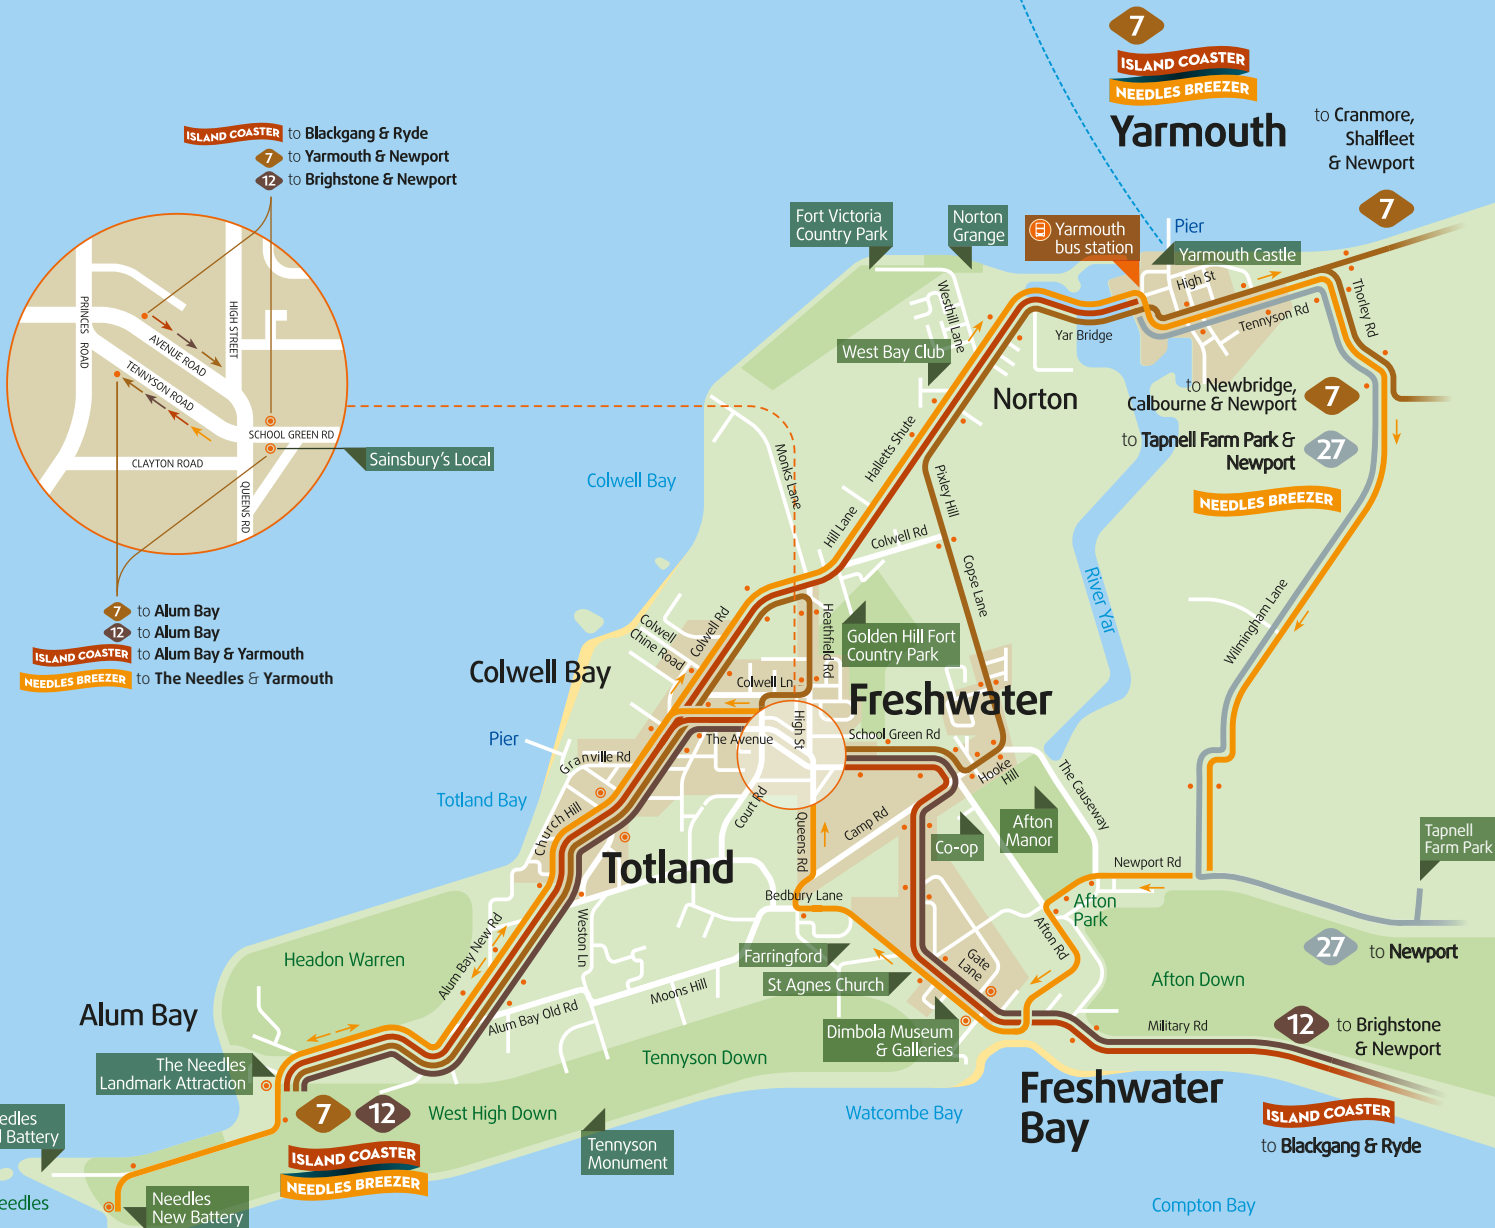 7
ISLAND COASTER
NEEDLES BREEZER
Yarmouth
to Cranmore,
Shalfleet
& Newport
7
ISLAND COASTER to Blackgang & Ryde
7 to Yarmouth & Newport
12 to Brighstone & Newport
PRINCES ROAD
HIGH STREET
AVENUE ROAD
TENNYSON ROAD
SCHOOL GREEN RD
CLAYTON ROAD
QUEENS RD
Sainsbury's Local
7 to Alum Bay
12 to Alum Bay
ISLAND COASTER to Alum Bay & Yarmouth
NEEDLES BREEZER to The Needles & Yarmouth
Fort Victoria
Country Park
Norton
Grange
Yarmouth
bus station
Pier
Yarmouth Castle
High St
Tennyson Rd
Thorley Rd
Westhill Lane
Yar Bridge
West Bay Club
Norton
to Newbridge,
Calbourne & Newport
7
to Tapnell Farm Park &
Newport
27
NEEDLES BREEZER
Halletts Shute
Monks Lane
Pixley Hill
Colwell Bay
Hill Lane
Colwell Rd
Copse Lane
River Yar
Wilmingham Lane
Colwell
Chine Road
Colwell Rd
Heathfield Rd
Golden Hill Fort
Country Park
Colwell Bay
Colwell Ln
Freshwater
High St
School Green Rd
The Avenue
Pier
Granville Rd
Hooke
Hill
The Causeway
Totland Bay
Church Hill
Court Rd
Queens Rd
Camp Rd
Co-op
Afton
Manor
Tapnell
Farm Park
Totland
Newport Rd
Bedbury Lane
Afton
Park
Afton Rd
Weston Ln
Alum Bay New Rd
Headon Warren
Farringford
St Agnes Church
Gate
Lane
27 to Newport
Afton Down
Moons Hill
Alum Bay Old Rd
Alum Bay
Dimbola Museum
& Galleries
Military Rd
12 to Brighstone
& Newport
The Needles
Landmark Attraction
Tennyson Down
Freshwater
Bay
7
12
West High Down
Watcombe Bay
ISLAND COASTER
to Blackgang & Ryde
edles
d Battery
Tennyson
Monument
ISLAND COASTER
NEEDLES BREEZER
eedles
Needles
New Battery
Compton Bay